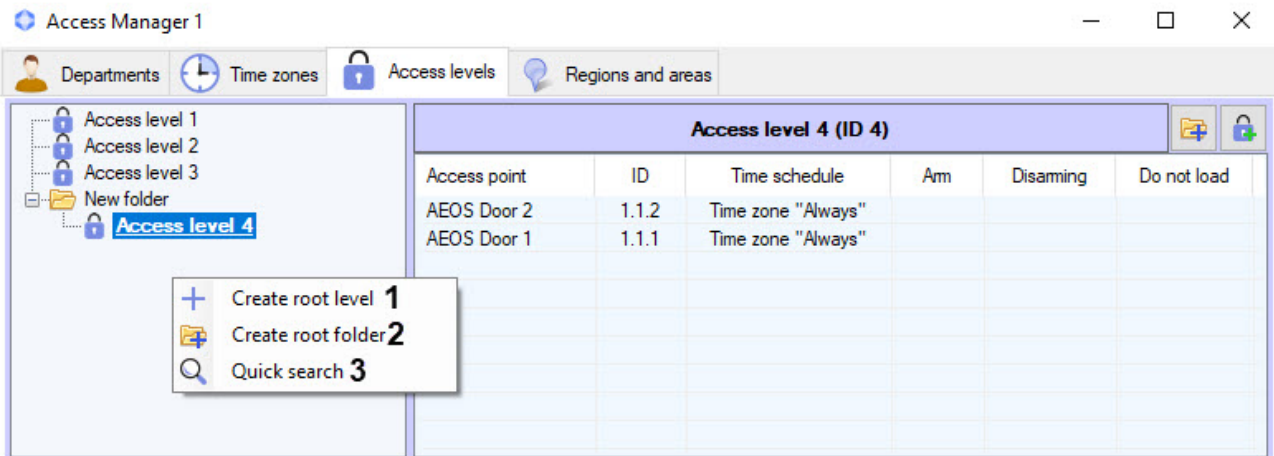 Access Manager 1
Departments Time zones Access levels Regions and areas
Access level 1
Access level 2
Access level 3
New folder
Access level 4
Access level 4 (ID 4)
Access point ID Time schedule Arm Disarming Do not load
AEOS Door 2 1.1.2 Time zone "Always"
AEOS Door 1 1.1.1 Time zone "Always"
Create root level 1
Create root folder 2
Quick search 3